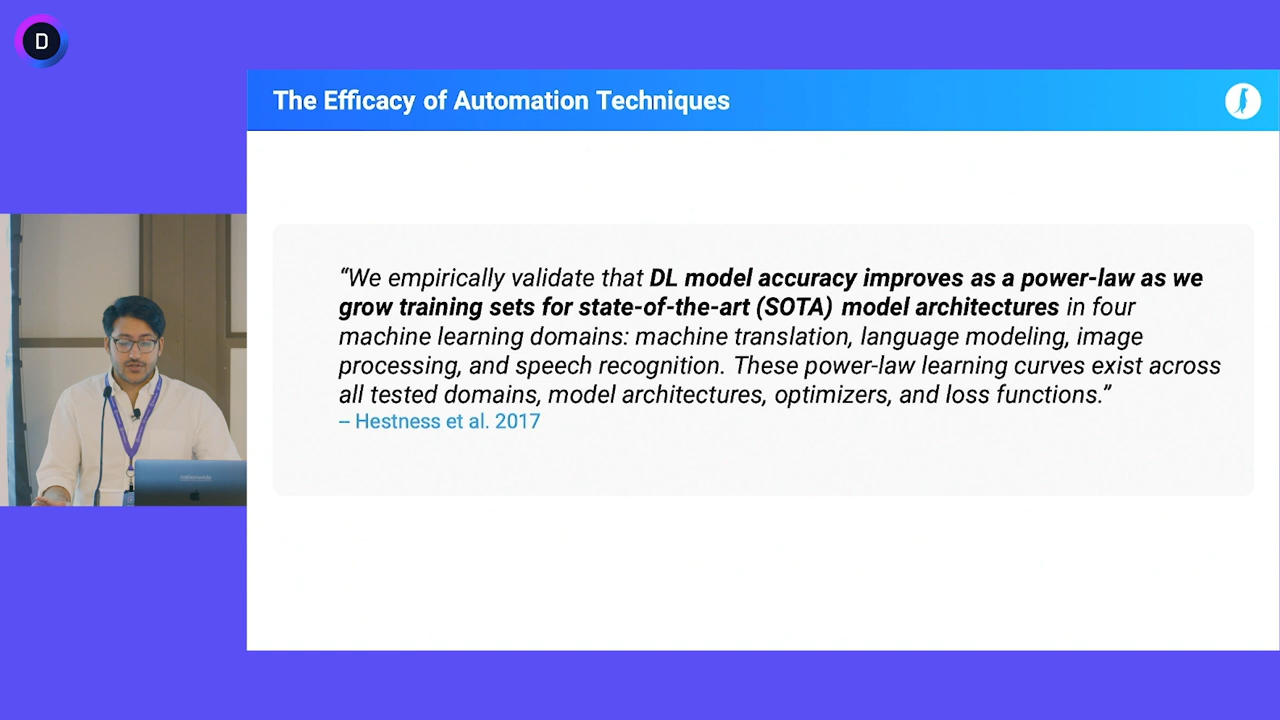 D
The Efficacy of Automation Techniques
“We empirically validate that DL model accuracy improves as a power-law as we
grow training sets for state-of-the-art (SOTA) model architectures in four
machine learning domains: machine translation, language modeling, image
processing, and speech recognition. These power-law learning curves exist across
all tested domains, model architectures, optimizers, and loss functions.”
– Hestness et al. 2017